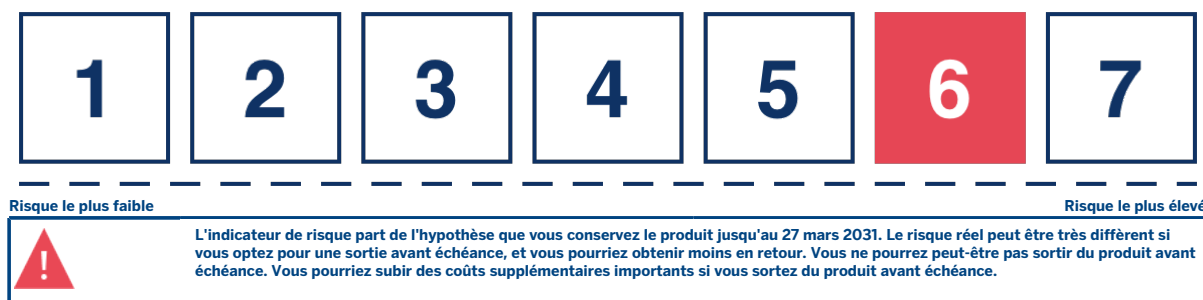 1 2 3 4 5 6 7
Risque le plus faible Risque le plus élevé
L'indicateur de risque part de l'hypothèse que vous conservez le produit jusqu'au 27 mars 2031. Le risque réel peut être très diffèrent si
vous optez pour une sortie avant échéance, et vous pourriez obtenir moins en retour. Vous ne pourrez peut-être pas sortir du produit avant
échéance. Vous pourriez subir des coûts supplémentaires importants si vous sortez du produit avant échéance.
!